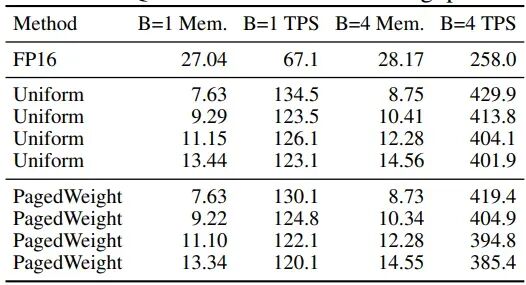 Method B=1 Mem. B=1 TPS B=4 Mem. B=4 TPS
FP16 27.04 67.1 28.17 258.0
Uniform 7.63 134.5 8.75 429.9
Uniform 9.29 123.5 10.41 413.8
Uniform 11.15 126.1 12.28 404.1
Uniform 13.44 123.1 14.56 401.9
PagedWeight 7.63 130.1 8.73 419.4
PagedWeight 9.22 124.8 10.34 404.9
PagedWeight 11.10 122.1 12.28 394.8
PagedWeight 13.34 120.1 14.55 385.4